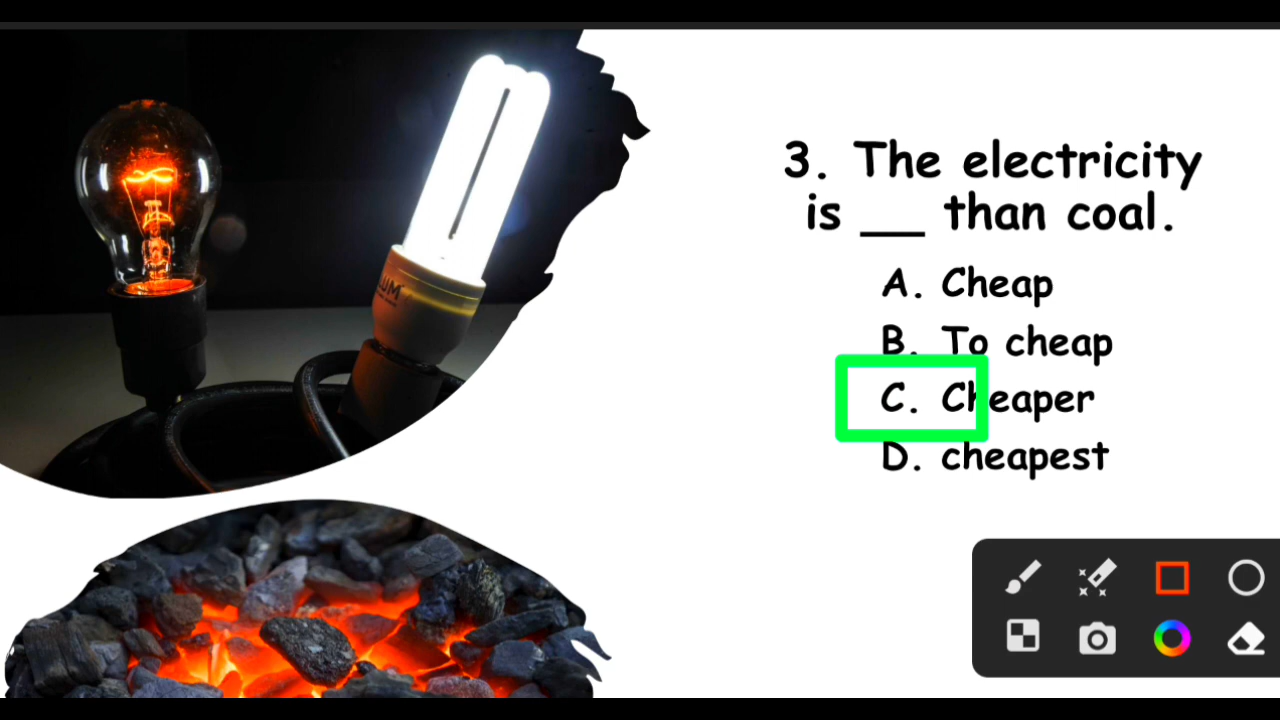 3. The electricity
is __ than coal.
A. Cheap
B. To cheap
C. Cheaper
D. cheapest